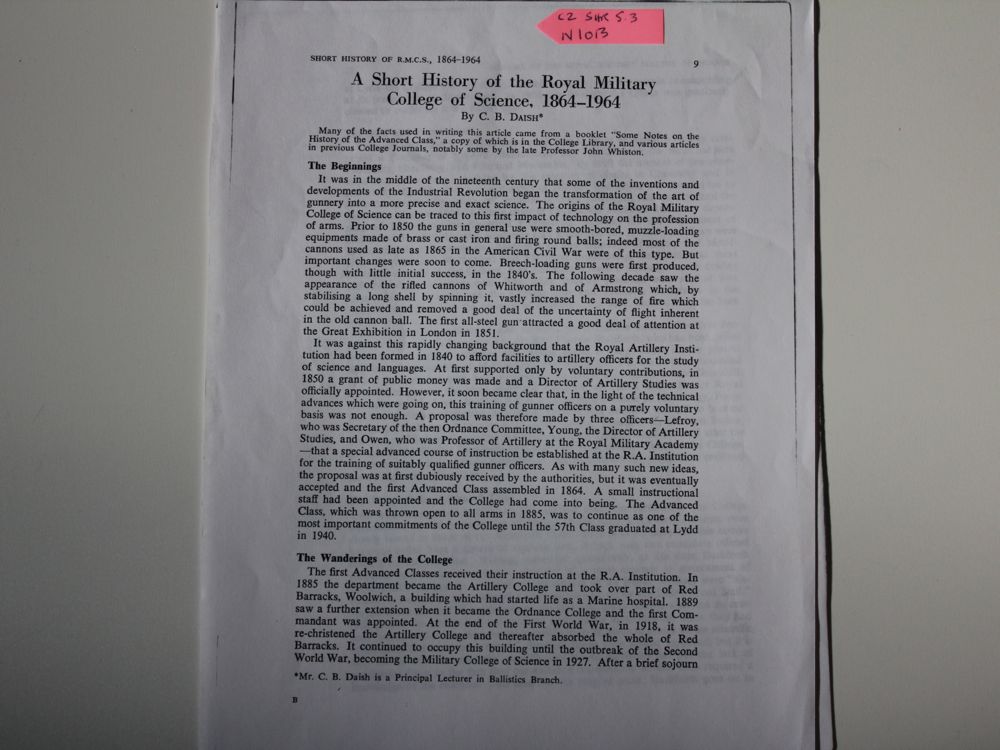 C2 SHR 5.3
N1013
SHORT HISTORY OF R.M.C.S., 1864–1964
9
A Short History of the Royal Military
College of Science, 1864–1964
By C. B. DAISH*
Many of the facts used in writing this article came from a booklet "Some Notes on the
History of the Advanced Class," a copy of which is in the College Library, and various articles
in previous College Journals, notably some by the late Professor John Whiston.
The Beginnings
It was in the middle of the nineteenth century that some of the inventions and
developments of the Industrial Revolution began the transformation of the art of
gunnery into a more precise and exact science. The origins of the Royal Military
College of Science can be traced to this first impact of technology on the profession
of arms. Prior to 1850 the guns in general use were smooth-bored, muzzle-loading
equipments made of brass or cast iron and firing round balls; indeed most of the
cannons used as late as 1865 in the American Civil War were of this type. But
important changes were soon to come. Breech-loading guns were first produced,
though with little initial success, in the 1840's. The following decade saw the
appearance of the rifled cannons of Whitworth and of Armstrong which, by
stabilising a long shell by spinning it, vastly increased the range of fire which
could be achieved and removed a good deal of the uncertainty of flight inherent
in the old cannon ball. The first all-steel gun attracted a good deal of attention at
the Great Exhibition in London in 1851.
It was against this rapidly changing background that the Royal Artillery Insti-
tution had been formed in 1840 to afford facilities to artillery officers for the study
of science and languages. At first supported only by voluntary contributions, in
1850 a grant of public money was made and a Director of Artillery Studies was
officially appointed. However, it soon became clear that, in the light of the technical
advances which were going on, this training of gunner officers on a purely voluntary
basis was not enough. A proposal was therefore made by three officers—Lefroy,
who was Secretary of the then Ordnance Committee, Young, the Director of Artillery
Studies, and Owen, who was Professor of Artillery at the Royal Military Academy
—that a special advanced course of instruction be established at the R.A. Institution
for the training of suitably qualified gunner officers. As with many such new ideas,
the proposal was at first dubiously received by the authorities, but it was eventually
accepted and the first Advanced Class assembled in 1864. A small instructional
staff had been appointed and the College had come into being. The Advanced
Class, which was thrown open to all arms in 1885, was to continue as one of the
most important commitments of the College until the 57th Class graduated at Lydd
in 1940.
The Wanderings of the College
The first Advanced Classes received their instruction at the R.A. Institution. In
1885 the department became the Artillery College and took over part of Red
Barracks, Woolwich, a building which had started life as a Marine hospital. 1889
saw a further extension when it became the Ordnance College and the first Com-
mandant was appointed. At the end of the First World War, in 1918, it was
re-christened the Artillery College and thereafter absorbed the whole of Red
Barracks. It continued to occupy this building until the outbreak of the Second
World War, becoming the Military College of Science in 1927. After a brief sojourn
*Mr. C. B. Daish is a Principal Lecturer in Ballistics Branch.
B